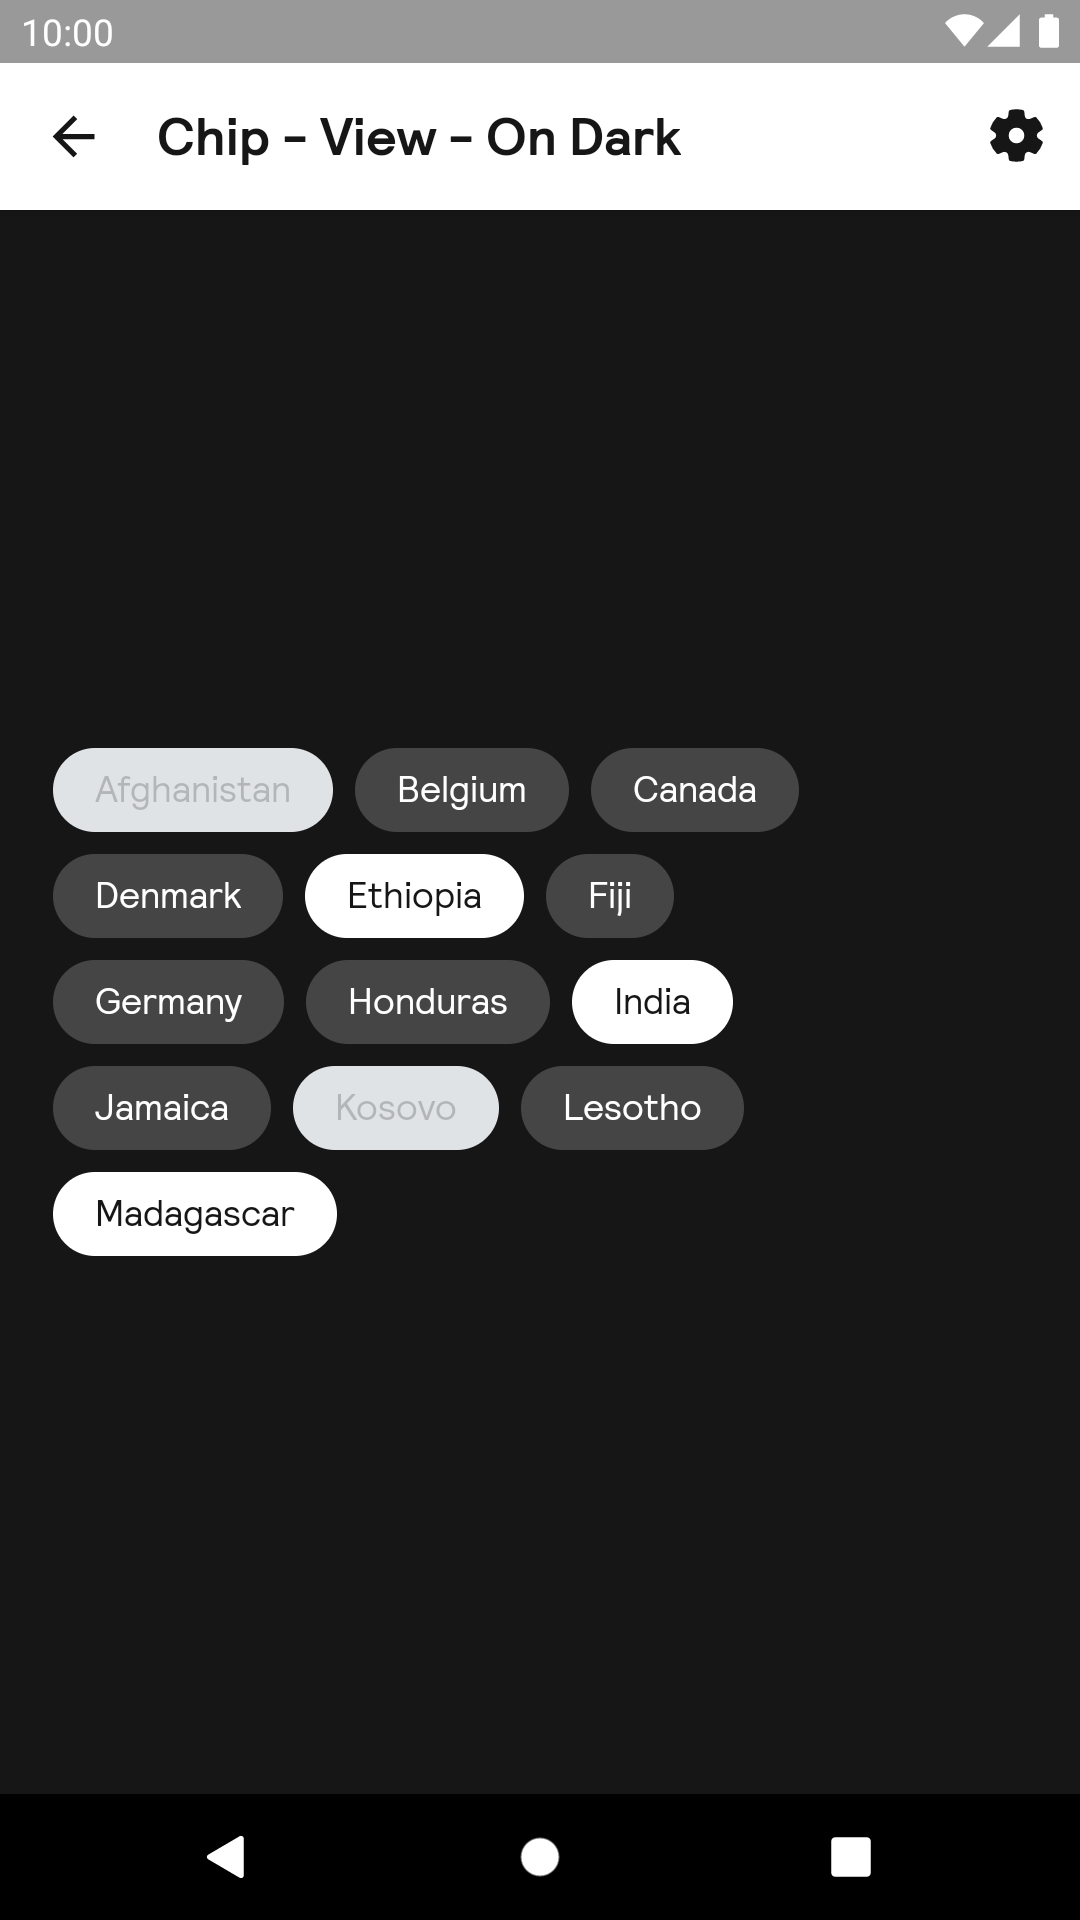 10:00
Chip - View - On Dark
Afghanistan Belgium Canada
Denmark Ethiopia Fiji
Germany Honduras India
Jamaica Kosovo Lesotho
Madagascar